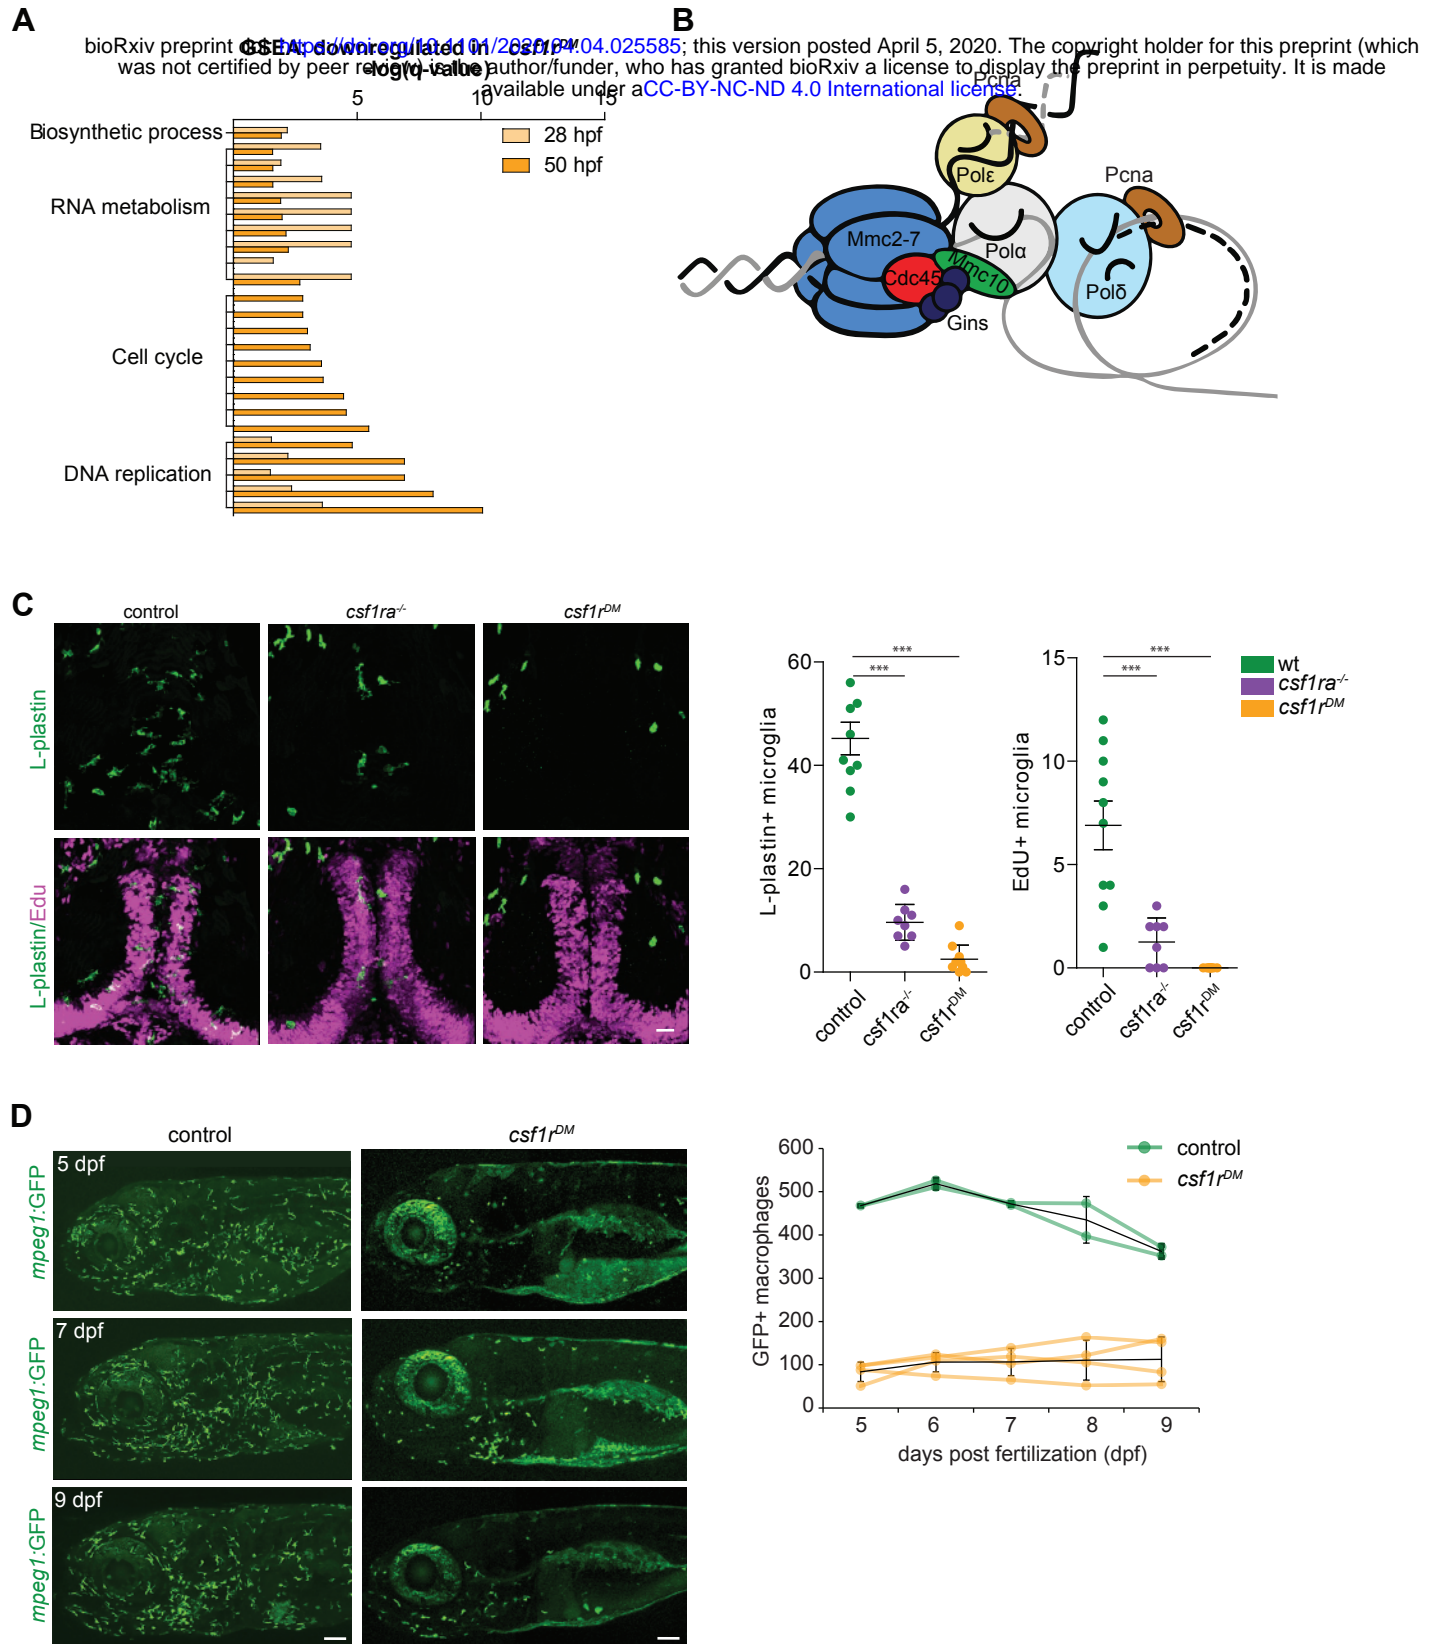 A
B
bioRxiv preprint doi: https://doi.org/10.1101/2020.04.04.025585; this version posted April 5, 2020. The copyright holder for this preprint (which
was not certified by peer review) is the author/funder, who has granted bioRxiv a license to display the preprint in perpetuity. It is made
available under aCC-BY-NC-ND 4.0 International license.
GSEA: downregulated in csf1rDM
-log(q-value)
5 10 15
28 hpf
50 hpf
Biosynthetic process
RNA metabolism
Cell cycle
DNA replication
Pcna
Polε
Pcna
Mmc2-7
Polα
Cdc45
Mmc10
Polδ
Gins
C
control
csf1ra-/-
csf1rDM
L-plastin
L-plastin/Edu
L-plastin+ microglia
60
40
20
0
***
***
control
csf1ra-/-
csf1rDM
EdU+ microglia
15
10
5
0
***
***
control
csf1ra-/-
csf1rDM
wt
csf1ra-/-
csf1rDM
D
control
csf1rDM
mpeg1:GFP
5 dpf
mpeg1:GFP
7 dpf
mpeg1:GFP
9 dpf
GFP+ macrophages
600
500
400
300
200
100
0
5 6 7 8 9
days post fertilization (dpf)
control
csf1rDM